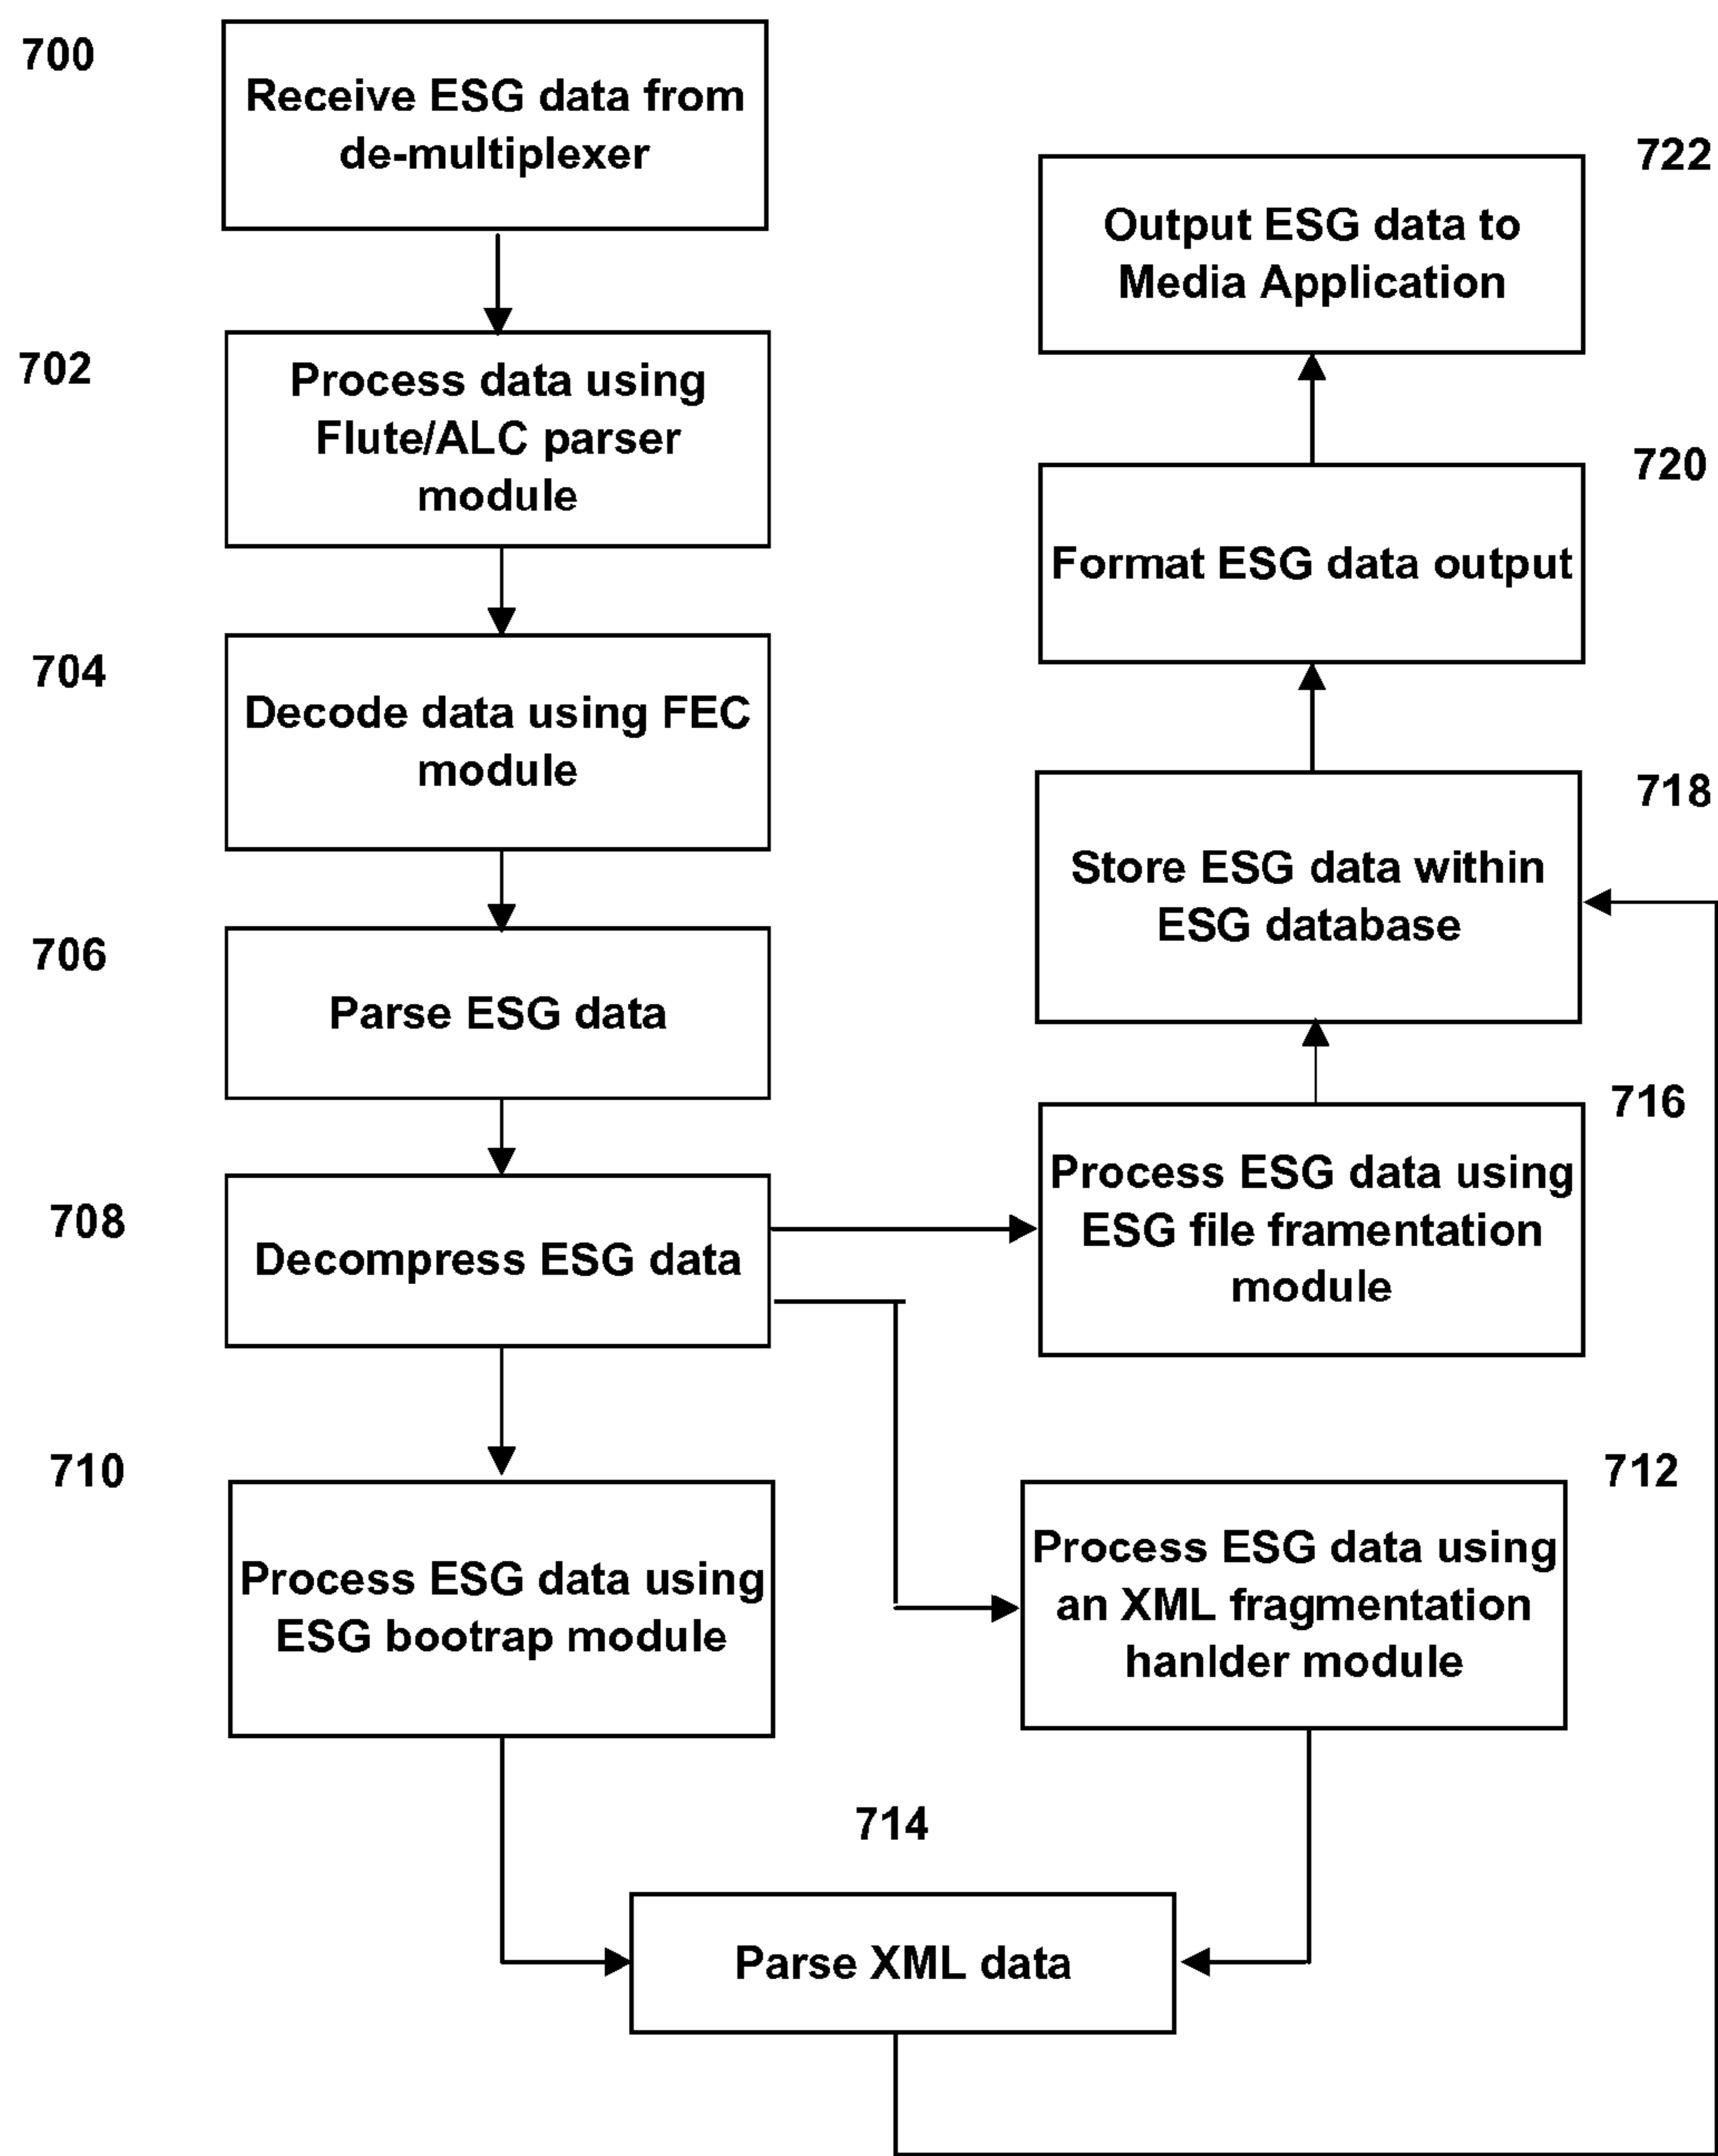 700
Receive ESG data from
de-multiplexer
702
Process data using
Flute/ALC parser
module
704
Decode data using FEC
module
706
Parse ESG data
708
Decompress ESG data
710
Process ESG data using
ESG bootrap module
712
Process ESG data using
an XML fragmentation
hanlder module
714
Parse XML data
716
Process ESG data using
ESG file framentation
module
718
Store ESG data within
ESG database
720
Format ESG data output
722
Output ESG data to
Media Application